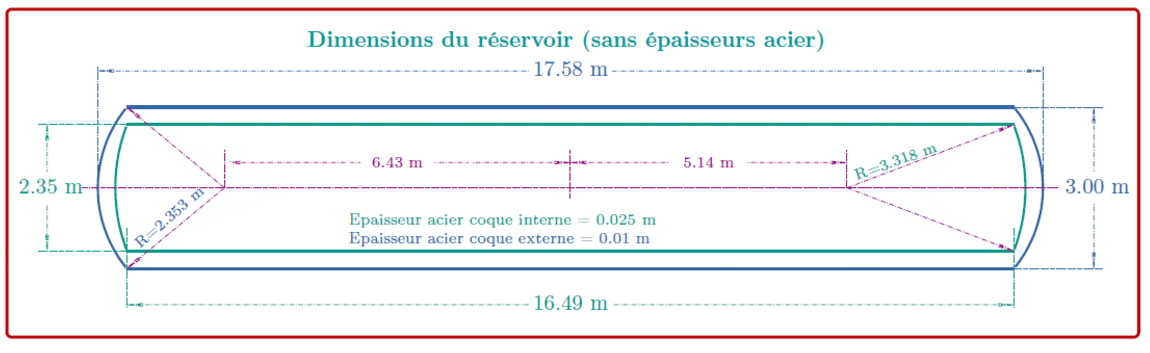 Dimensions du réservoir (sans épaisseurs acier)
17.58 m
6.43 m
5.14 m
R=3.318 m
2.35 m
3.00 m
R=2.353 m
Epaisseur acier coque interne = 0.025 m
Epaisseur acier coque externe = 0.01 m
16.49 m